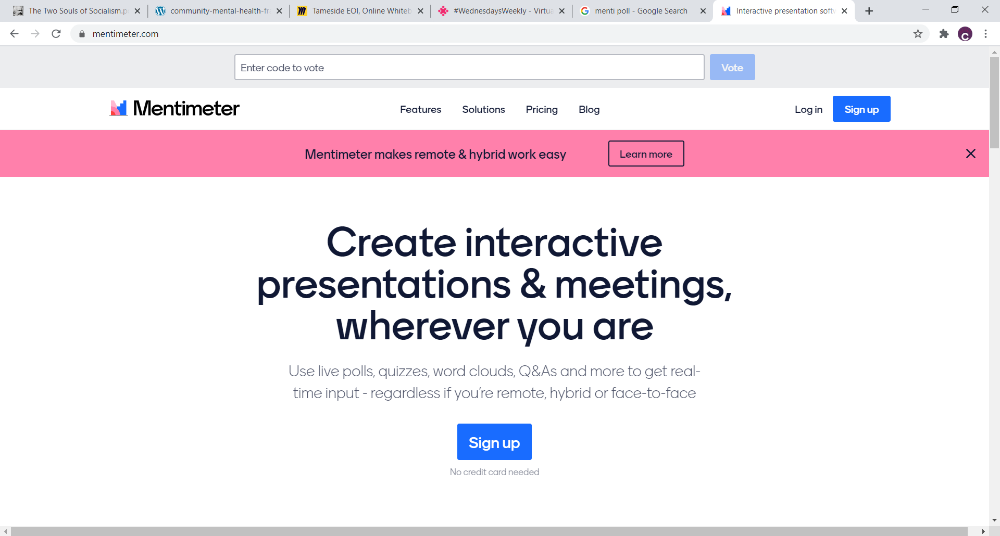 The Two Souls of Socialism.p
community-mental-health-fra
Tameside EOI, Online Whiteb
#WednesdaysWeekly - Virtua
menti poll - Google Search
Interactive presentation softw
mentimeter.com
C
Enter code to vote
Vote
Mentimeter
Features
Solutions
Pricing
Blog
Log in
Sign up
Mentimeter makes remote & hybrid work easy
Learn more
Create interactive
presentations & meetings,
wherever you are
Use live polls, quizzes, word clouds, Q&As and more to get real-
time input - regardless if you're remote, hybrid or face-to-face
Sign up
No credit card needed